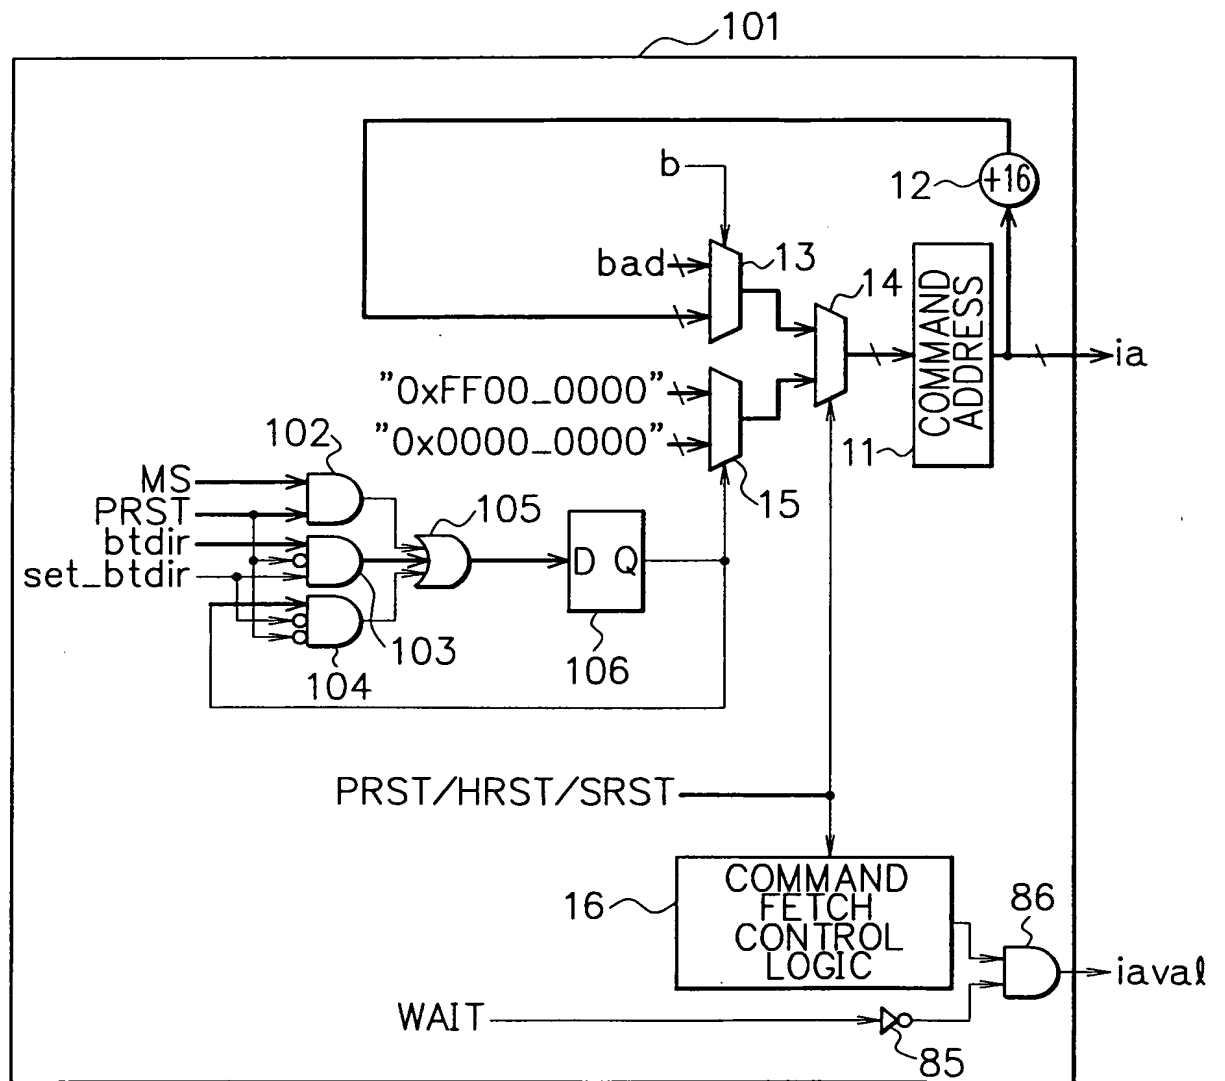 101
b
12
+16
bad
13
14
COMMAND
ADDRESS
ia
"0xFF00_0000"
"0x0000_0000"
11
15
102
MS
PRST
btdir
set_btdir
105
D Q
103
104
106
PRST/HRST/SRST
16
COMMAND
FETCH
CONTROL
LOGIC
86
iaval
WAIT
85